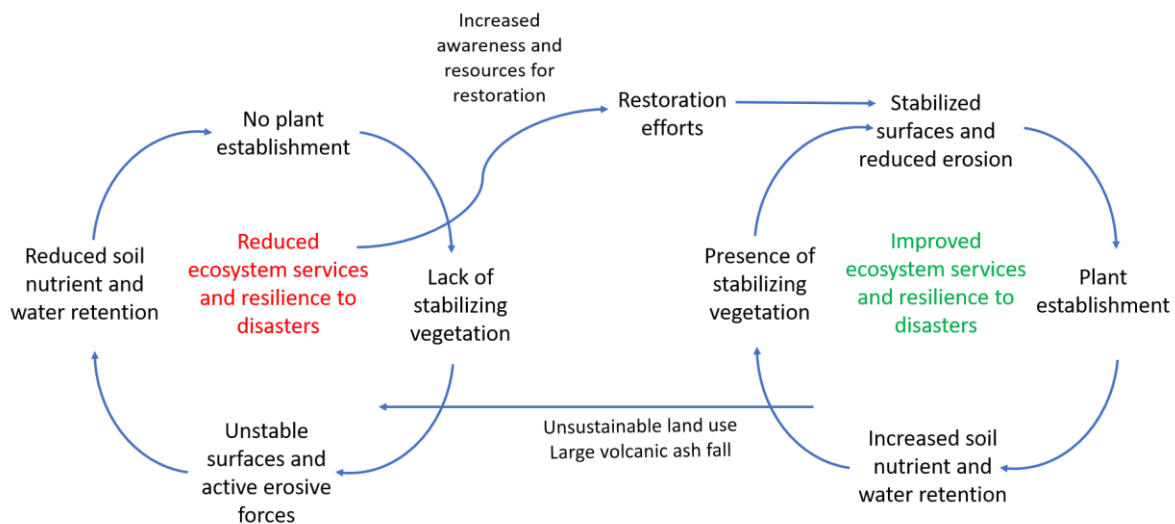 Increased
awareness and
resources for
restoration
Restoration
efforts
Stabilized
surfaces and
reduced erosion
No plant
establishment
Reduced soil
nutrient and
water retention
Reduced
ecosystem services
and resilience to
disasters
Lack of
stabilizing
vegetation
Presence of
stabilizing
vegetation
Improved
ecosystem services
and resilience to
disasters
Plant
establishment
Unstable
surfaces and
active erosive
forces
Unsustainable land use
Large volcanic ash fall
Increased soil
nutrient and
water retention